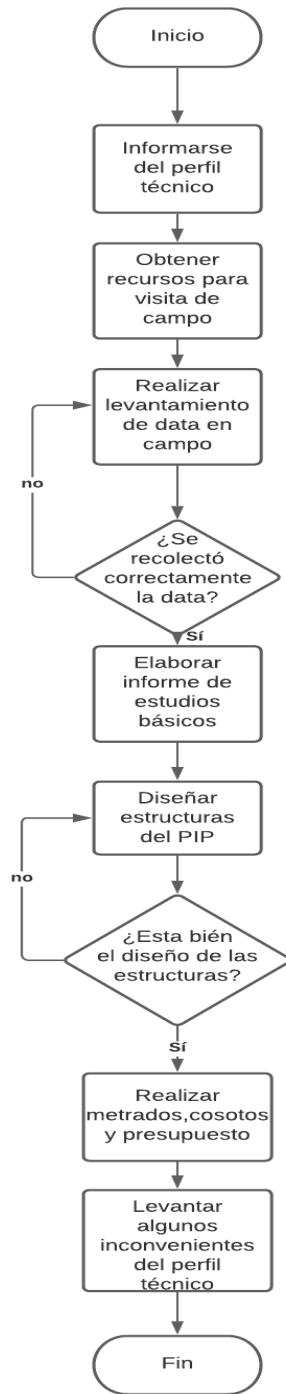 Inicio
Informarse
del perfil
técnico
Obtener
recursos para
visita de
campo
Realizar
levantamiento
de data en
campo
no
¿Se
recolectó
correctamente
la data?
Sí
Elaborar
informe de
estudios
básicos
Diseñar
estructuras
del PIP
no
¿Esta bién
el diseño de las
estructuras?
Sí
Realizar
metrados,cosotos
y presupuesto
Levantar
algunos
inconvenientes
del perfil
técnico
Fin